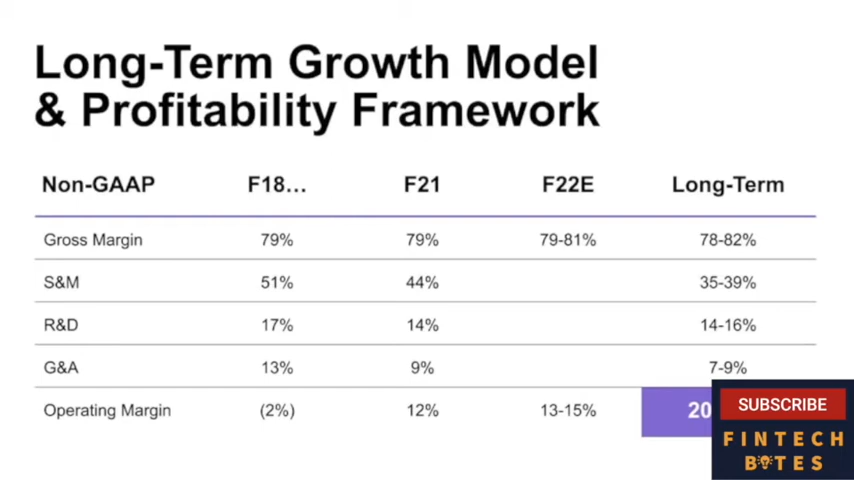 Long-Term Growth Model
& Profitability Framework
Non-GAAP F18... F21 F22E Long-Term
Gross Margin 79% 79% 79-81% 78-82%
S&M 51% 44% 35-39%
R&D 17% 14% 14-16%
G&A 13% 9% 7-9%
Operating Margin (2%) 12% 13-15% 20
SUBSCRIBE
FINTECH
BITES